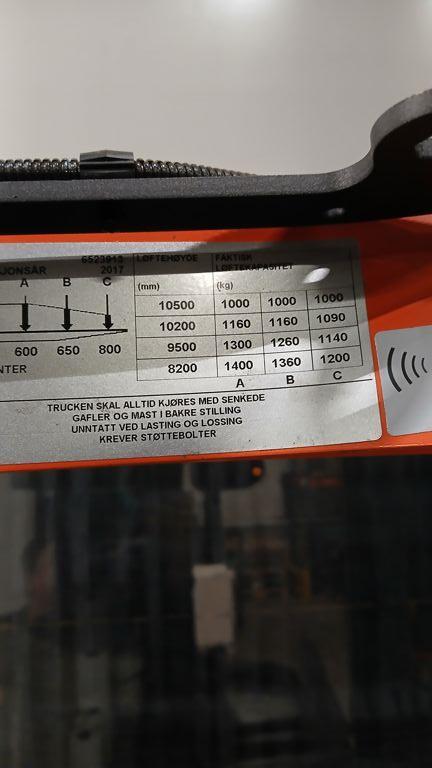 6523913 LØFTEHØYDE FAKTISK
JONSÅR 2017 LØFTEKAPASITET
A B C (mm) (kg)
10500 1000 1000 1000
10200 1160 1160 1090
9500 1300 1260 1140
600 650 800
8200 1400 1360 1200
NTER
A B C
TRUCKEN SKAL ALLTID KJØRES MED SENKEDE
GAFLER OG MAST I BAKRE STILLING
UNNTATT VED LASTING OG LOSSING
KREVER STØTTEBOLTER